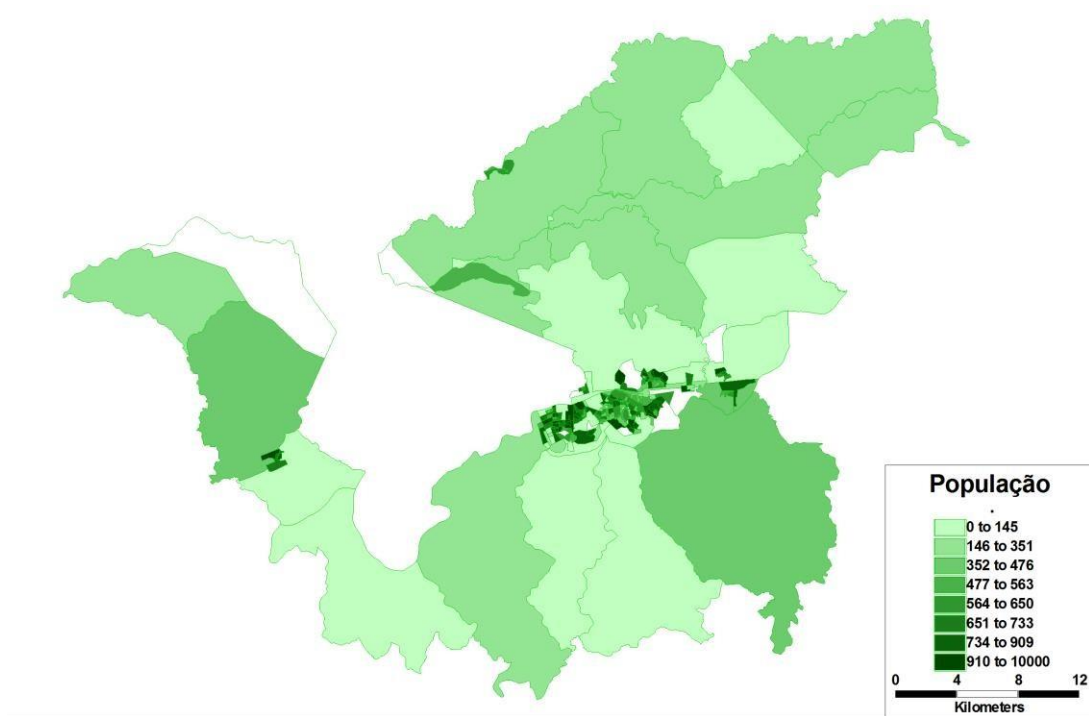 População
.
0 to 145
146 to 351
352 to 476
477 to 563
564 to 650
651 to 733
734 to 909
910 to 10000
0 4 8 12
Kilometers